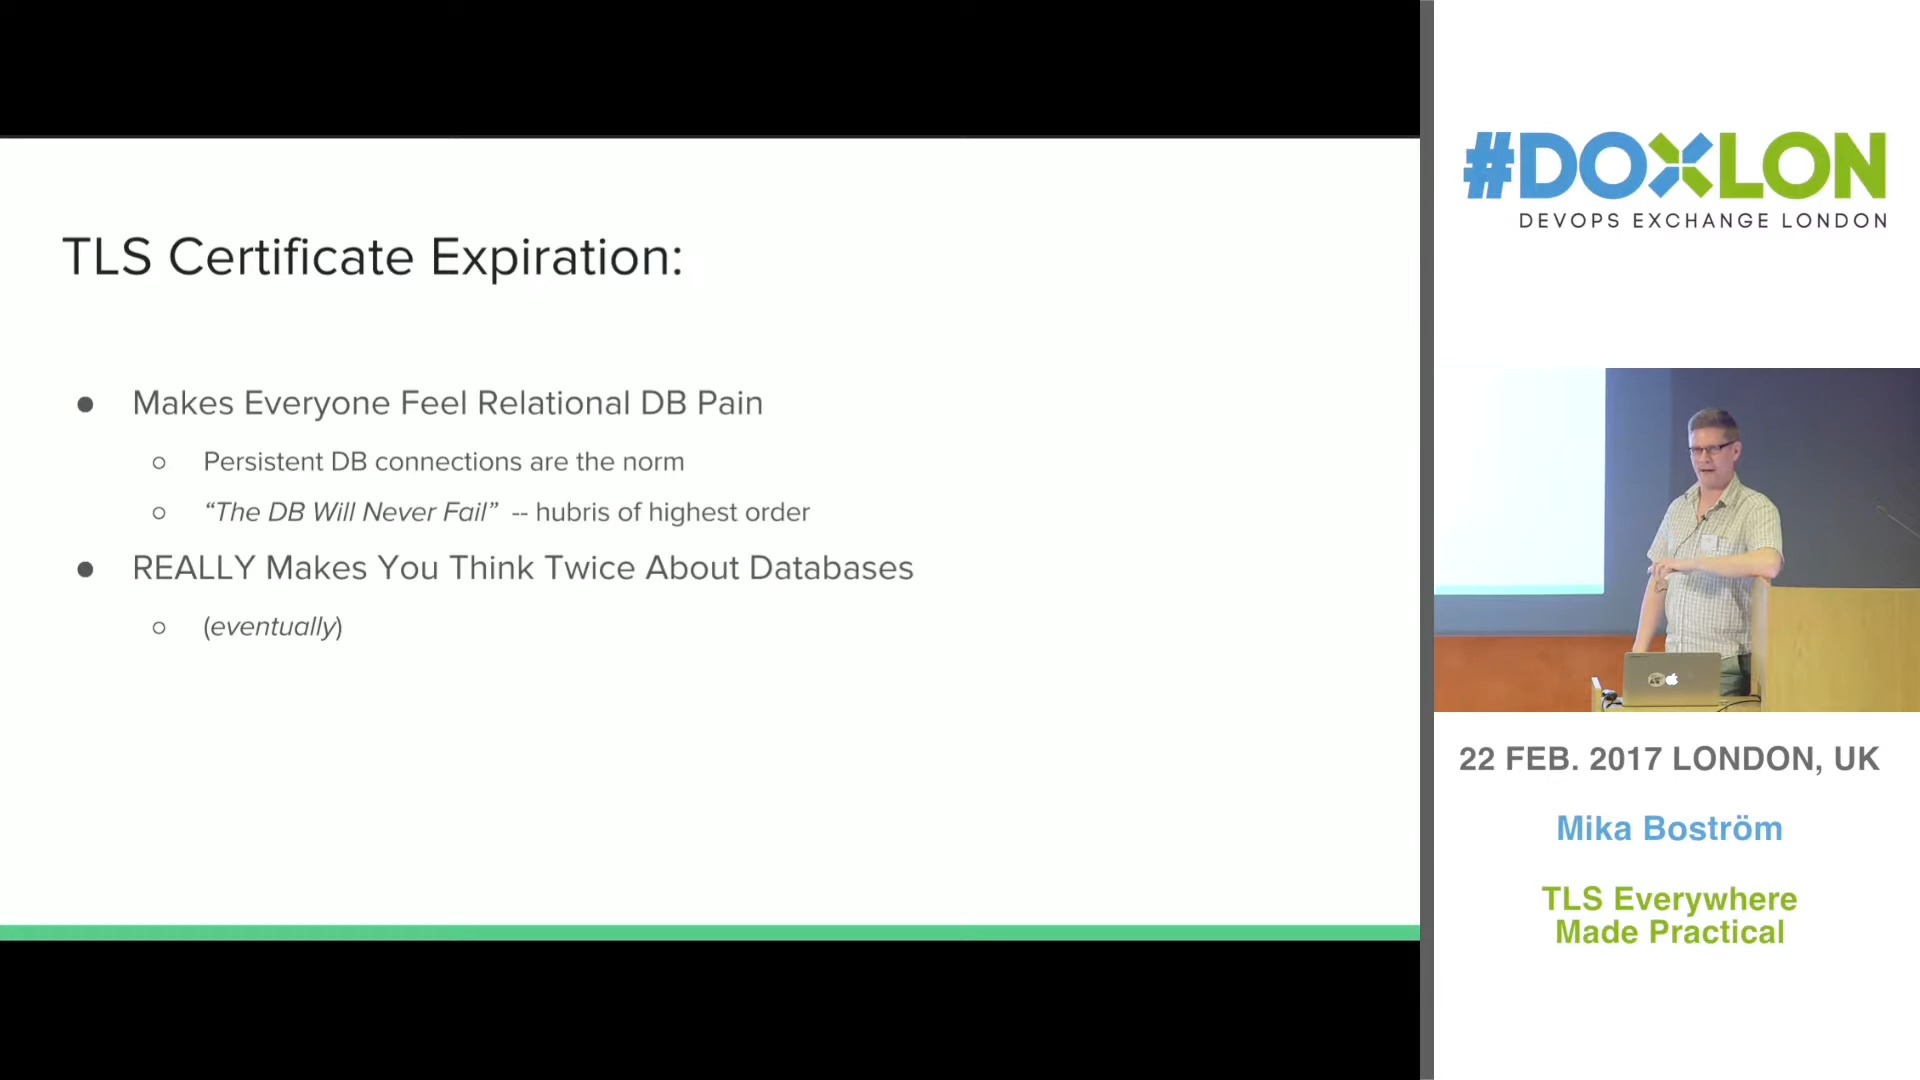 TLS Certificate Expiration:
● Makes Everyone Feel Relational DB Pain
○ Persistent DB connections are the norm
○ “The DB Will Never Fail” -- hubris of highest order
● REALLY Makes You Think Twice About Databases
○ (eventually)
#DOXLON
DEVOPS EXCHANGE LONDON
22 FEB. 2017 LONDON, UK
Mika Boström
TLS Everywhere
Made Practical